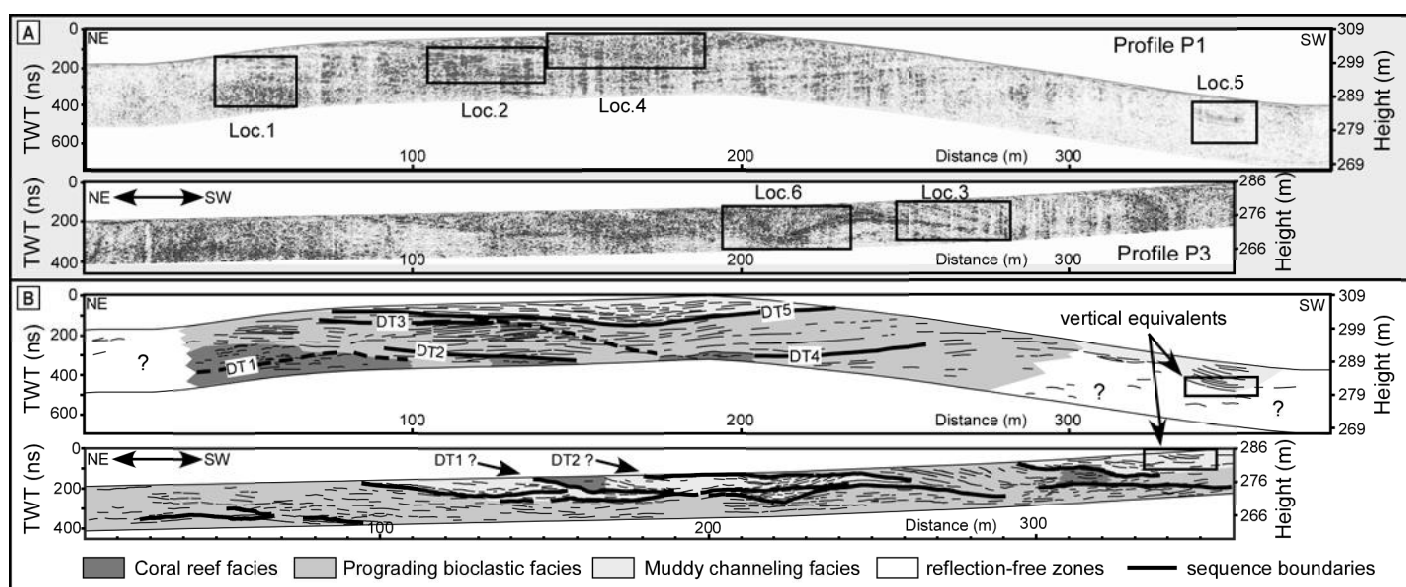 A
NE
Profile P1
SW
TWT (ns)
0
200
400
600
Loc.1
Loc.2
Loc.4
Loc.5
100
200
Distance (m)
300
309
299
289
279
269
Height (m)
NE
SW
TWT (ns)
0
200
400
Loc.6
Loc.3
100
200
Distance (m)
300
Profile P3
286
276
266
Height (m)
B
NE
SW
TWT (ns)
0
200
400
600
?
DT1
DT3
DT2
DT5
DT4
vertical equivalents
?
?
100
200
Distance (m)
300
309
299
289
279
269
Height (m)
NE
SW
TWT (ns)
0
200
400
DT1 ?
DT2 ?
100
200
Distance (m)
300
286
276
266
Height (m)
Coral reef facies
Prograding bioclastic facies
Muddy channeling facies
reflection-free zones
sequence boundaries